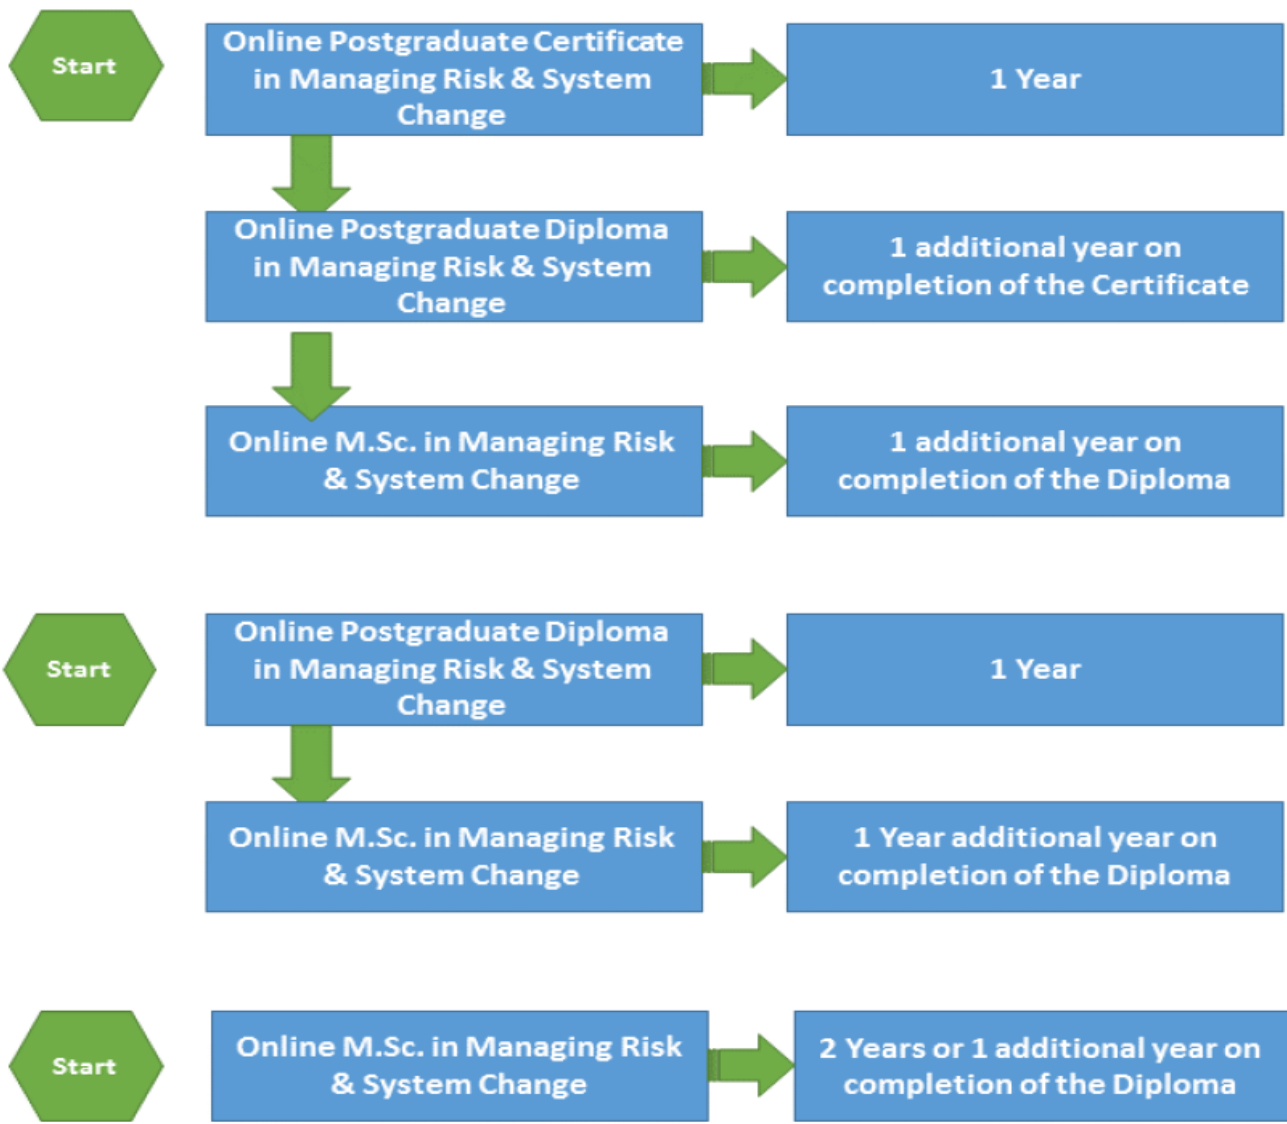 Start
Online Postgraduate Certificate
in Managing Risk & System
Change
1 Year
Online Postgraduate Diploma
in Managing Risk & System
Change
1 additional year on
completion of the Certificate
Online M.Sc. in Managing Risk
& System Change
1 additional year on
completion of the Diploma
Start
Online Postgraduate Diploma
in Managing Risk & System
Change
1 Year
Online M.Sc. in Managing Risk
& System Change
1 Year additional year on
completion of the Diploma
Start
Online M.Sc. in Managing Risk
& System Change
2 Years or 1 additional year on
completion of the Diploma